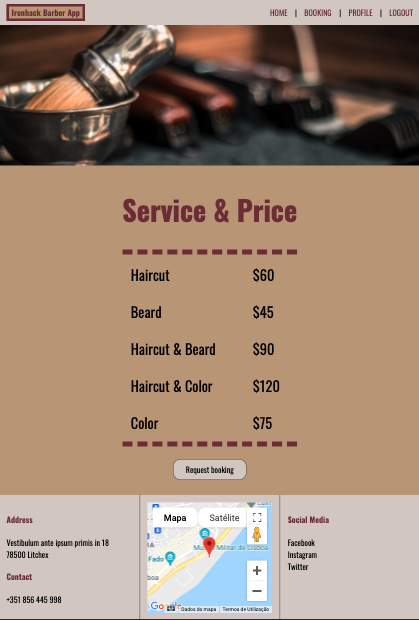 Ironhack Barber App
HOME | BOOKING | PROFILE | LOGOUT
Service & Price
Haircut $60
Beard $45
Haircut & Beard $90
Haircut & Color $120
Color $75
Request booking
Address
Vestibulum ante ipsum primis in 18
78500 Litchex
Contact
+351 856 445 998
Mapa Satélite
Militar de Lisboa
Fado
boa
Google
Dados do mapa Termos de Utilização
Social Media
Facebook
Instagram
Twitter